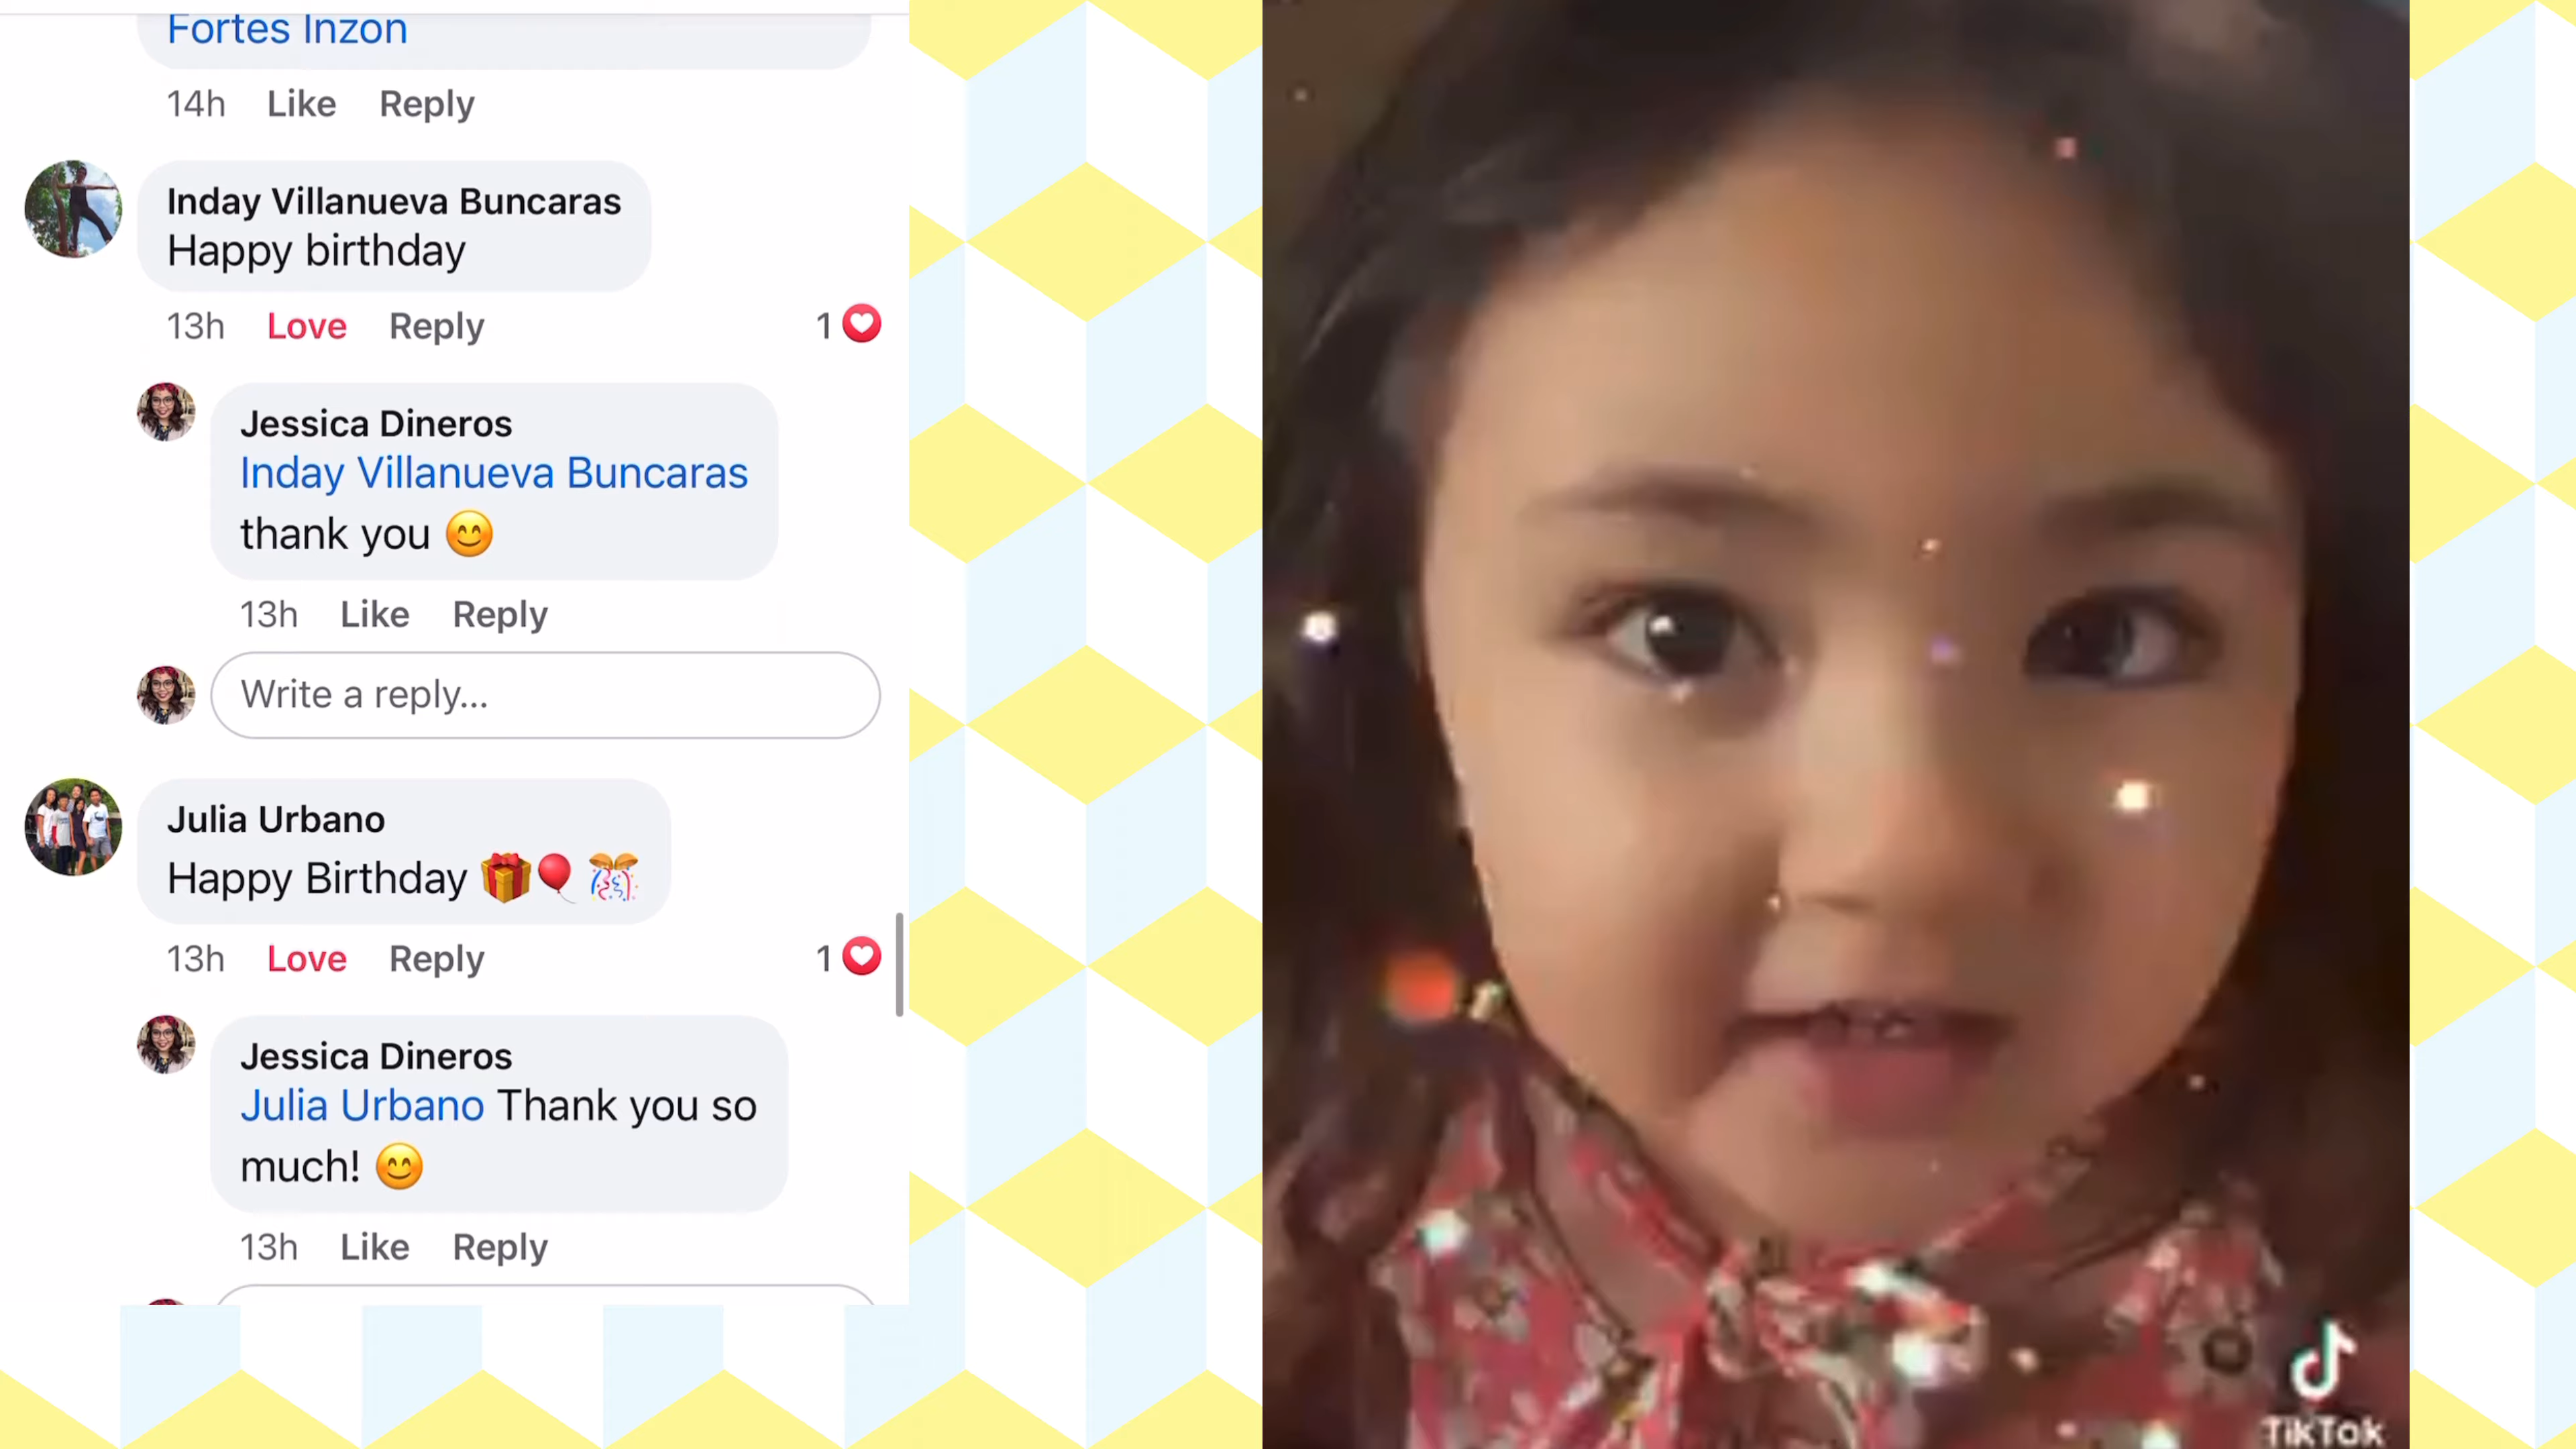 Fortes Inzon
14h Like Reply
Inday Villanueva Buncaras
Happy birthday
13h Love Reply 1
Jessica Dineros
Inday Villanueva Buncaras
thank you 😊
13h Like Reply
Write a reply...
Julia Urbano
Happy Birthday 🎁🎈🎊
13h Love Reply 1
Jessica Dineros
Julia Urbano Thank you so
much! 😊
13h Like Reply
TikTok